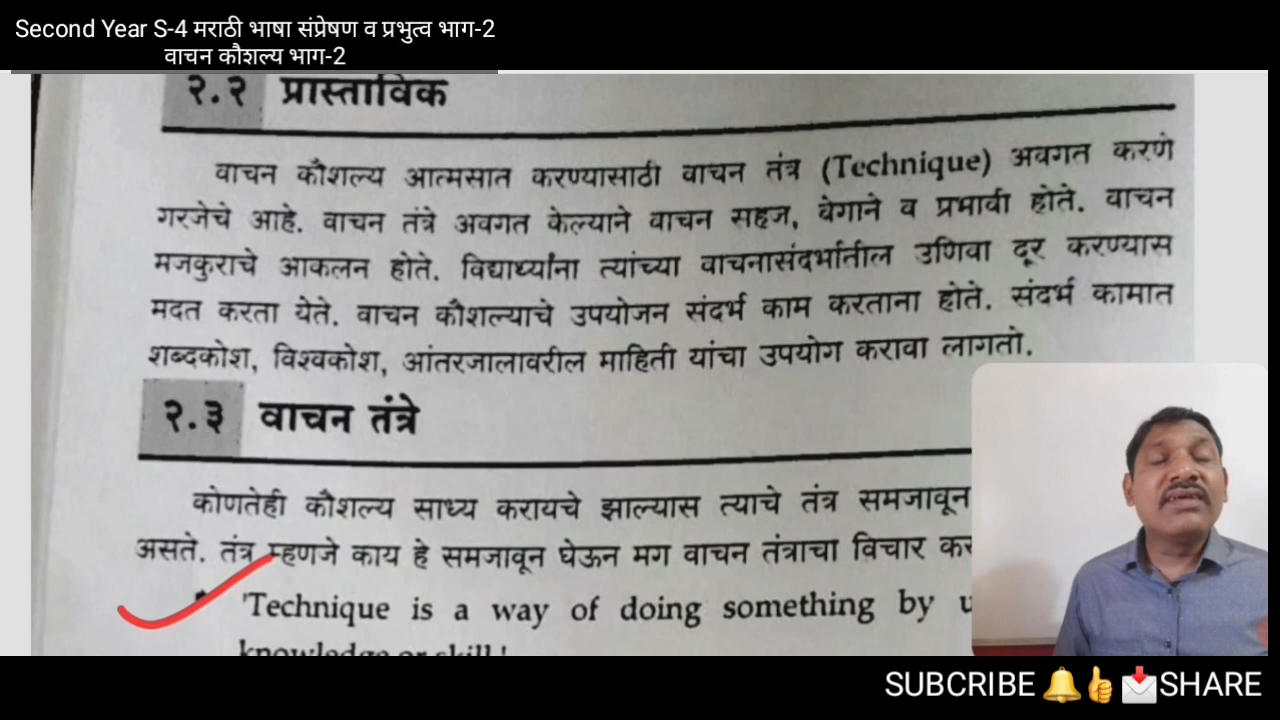 Second Year S-4 मराठी भाषा संप्रेषण व प्रभुत्व भाग-2
वाचन कौशल्य भाग-2
२.२ प्रास्ताविक
वाचन कौशल्य आत्मसात करण्यासाठी वाचन तंत्र (Technique) अवगत करणे
गरजेचे आहे. वाचन तंत्रे अवगत केल्याने वाचन सहज, वेगाने व प्रभावी होते. वाचन
मजकुराचे आकलन होते. विद्यार्थ्यांना त्यांच्या वाचनासंदर्भातील उणिवा दूर करण्यास
मदत करता येते. वाचन कौशल्याचे उपयोजन संदर्भ काम करताना होते. संदर्भ कामात
शब्दकोश, विश्वकोश, आंतरजालावरील माहिती यांचा उपयोग करावा लागतो.
२.३ वाचन तंत्रे
कोणतेही कौशल्य साध्य करायचे झाल्यास त्याचे तंत्र समजावून
असते. तंत्र म्हणजे काय हे समजावून घेऊन मग वाचन तंत्राचा विचार
'Technique is a way of doing something by
knowledge or skill.'
SUBCRIBE 🔔👍📩SHARE